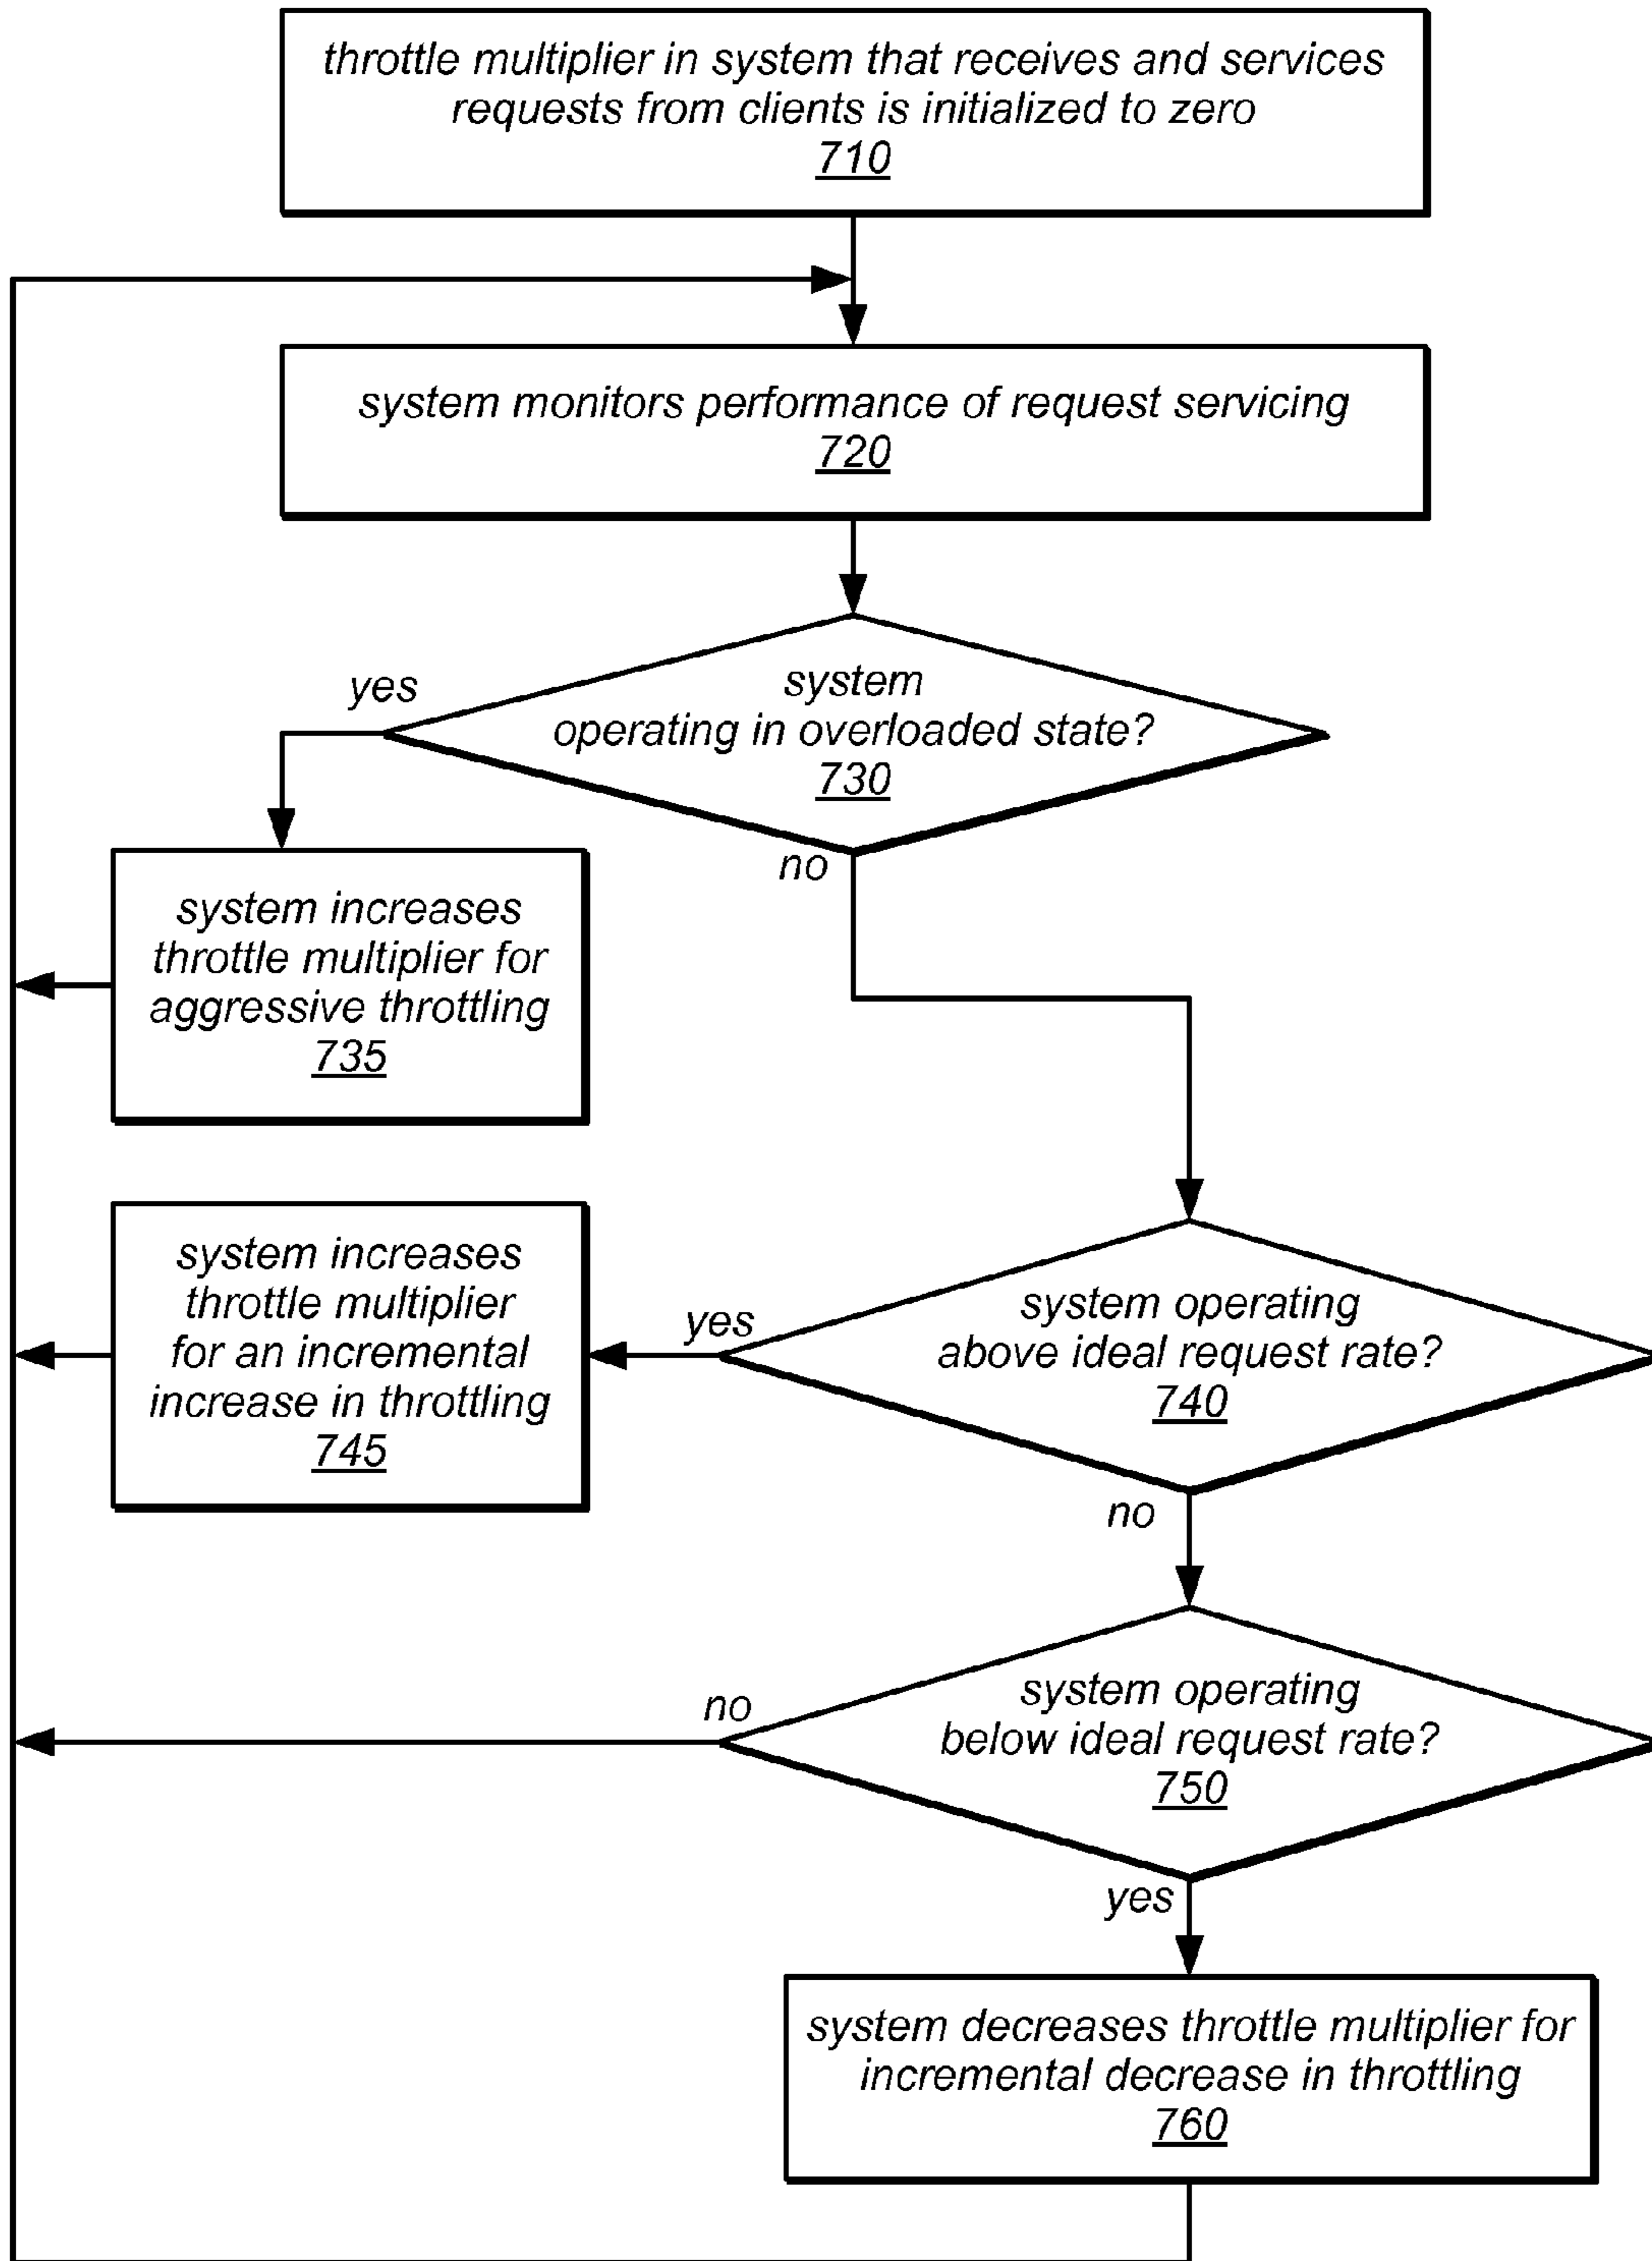 throttle multiplier in system that receives and services
requests from clients is initialized to zero
710
system monitors performance of request servicing
720
system
operating in overloaded state?
730
yes
no
system increases
throttle multiplier for
aggressive throttling
735
system operating
above ideal request rate?
740
yes
no
system increases
throttle multiplier
for an incremental
increase in throttling
745
system operating
below ideal request rate?
750
no
yes
system decreases throttle multiplier for
incremental decrease in throttling
760